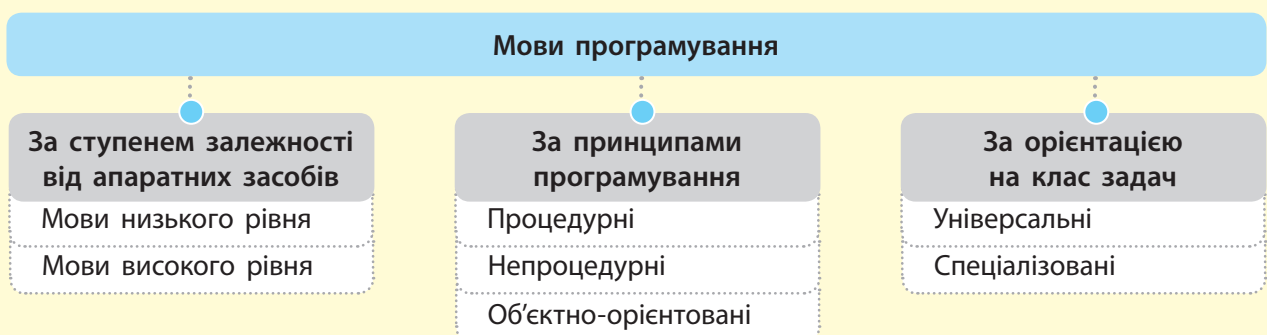 Мови програмування
За ступенем залежності
від апаратних засобів
Мови низького рівня
Мови високого рівня
За принципами
програмування
Процедурні
Непроцедурні
Об'єктно-орієнтовані
За орієнтацією
на клас задач
Універсальні
Спеціалізовані